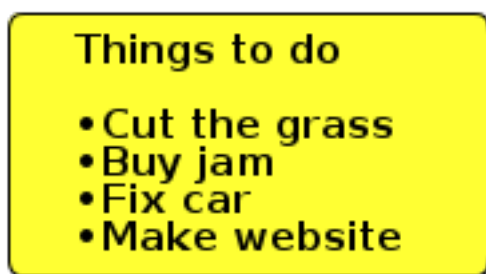 Things to do
•Cut the grass
•Buy jam
•Fix car
•Make website